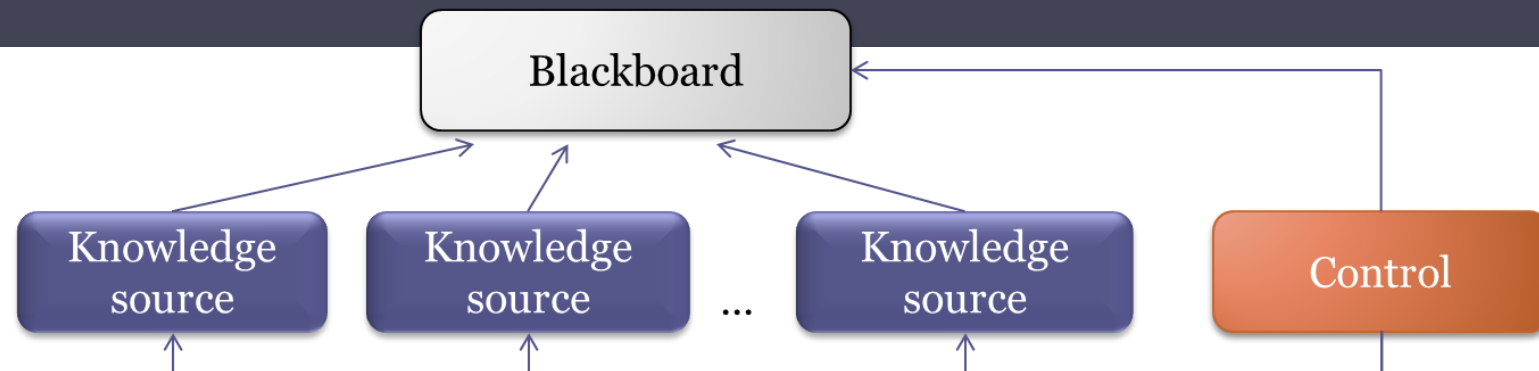 Blackboard
Knowledge
source
Knowledge
source
...
Knowledge
source
Control